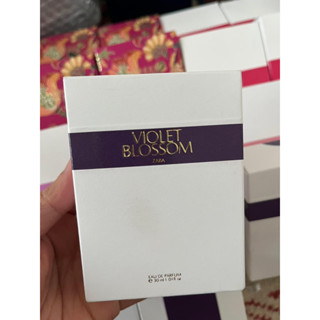 VIOLET
BLOSSOM
ZARA
EAU DE PARFUM